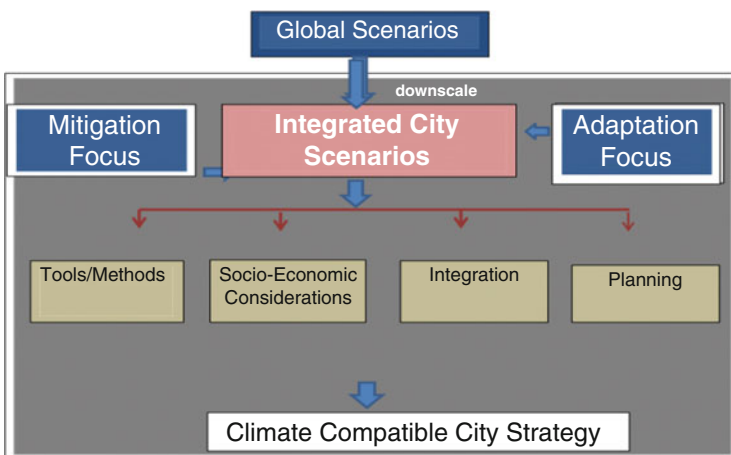 Global Scenarios
downscale
Mitigation
Focus
Integrated City
Scenarios
Adaptation
Focus
Tools/Methods
Socio-Economic
Considerations
Integration
Planning
Climate Compatible City Strategy